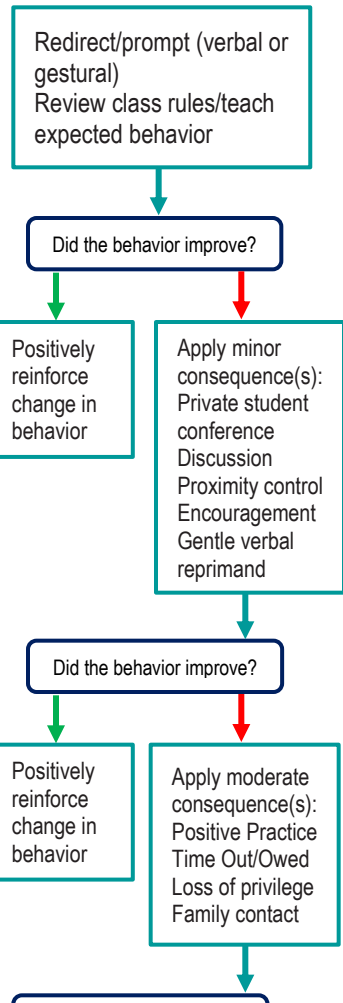 Redirect/prompt (verbal or
gestural)
Review class rules/teach
expected behavior
Did the behavior improve?
Positively
reinforce
change in
behavior
Apply minor
consequence(s):
Private student
conference
Discussion
Proximity control
Encouragement
Gentle verbal
reprimand
Did the behavior improve?
Positively
reinforce
change in
behavior
Apply moderate
consequence(s):
Positive Practice
Time Out/Owed
Loss of privilege
Family contact